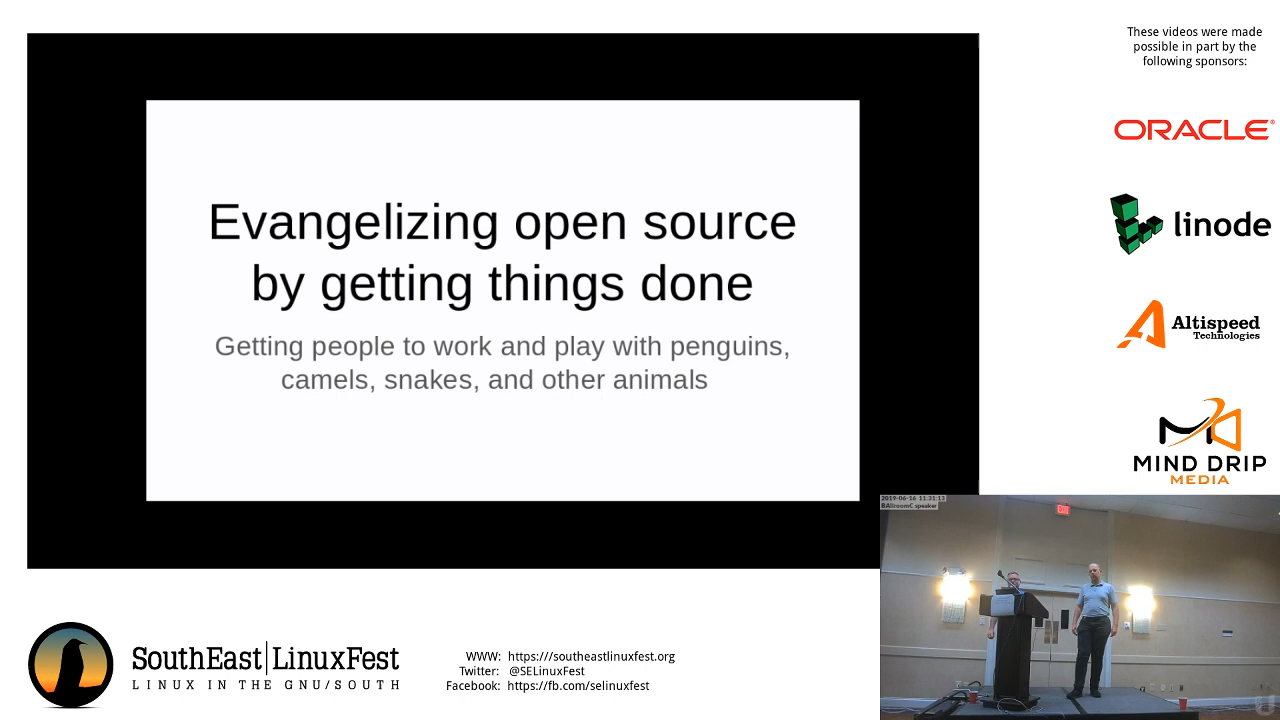 These videos were made
possible in part by the
following sponsors:
ORACLE®
linode
Altispeed
Technologies
MIND DRIP
MEDIA
Evangelizing open source
by getting things done
Getting people to work and play with penguins,
camels, snakes, and other animals
2019-06-16 11:31:13
BAllroomC speaker
EXIT
SouthEast|LinuxFest
LINUX IN THE GNU/SOUTH
WWW: https:///southeastlinuxfest.org
Twitter: @SELinuxFest
Facebook: https://fb.com/selinuxfest